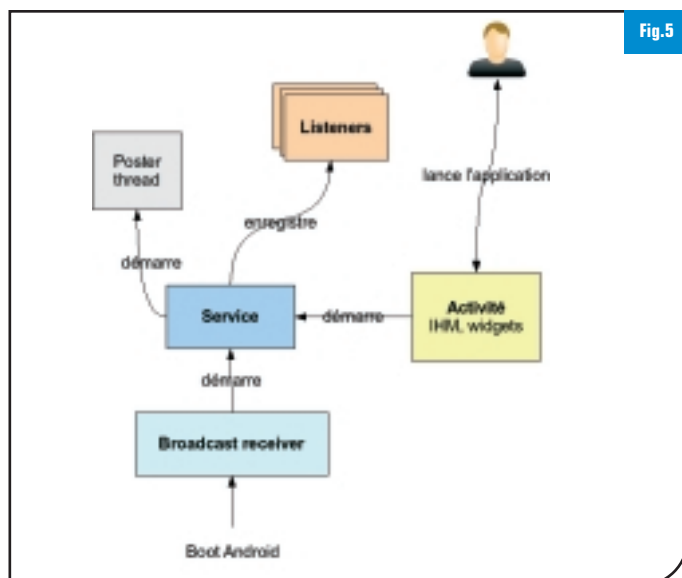 Fig.5
Listeners
Poster
thread
lance l'application
enregistre
démarre
Activité
IHM, widgets
Service
démarre
démarre
Broadcast receiver
Boot Android